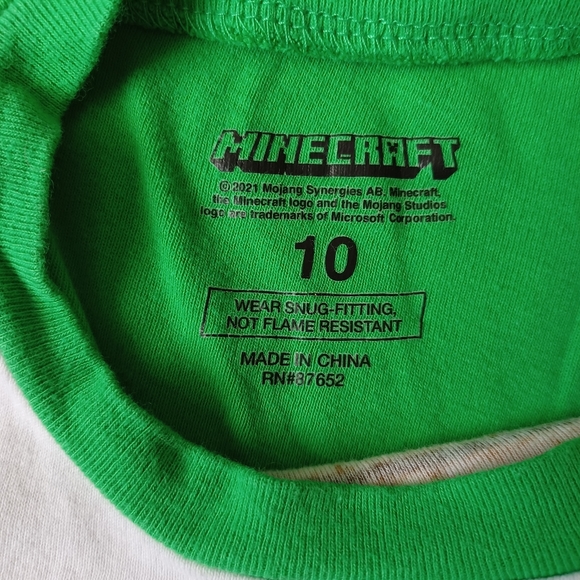 MINECRAFT
© 2021 Mojang Synergies AB. Minecraft,
the Minecraft logo and the Mojang Studios
logo are trademarks of Microsoft Corporation.
10
WEAR SNUG-FITTING,
NOT FLAME RESISTANT
MADE IN CHINA
RN#87652